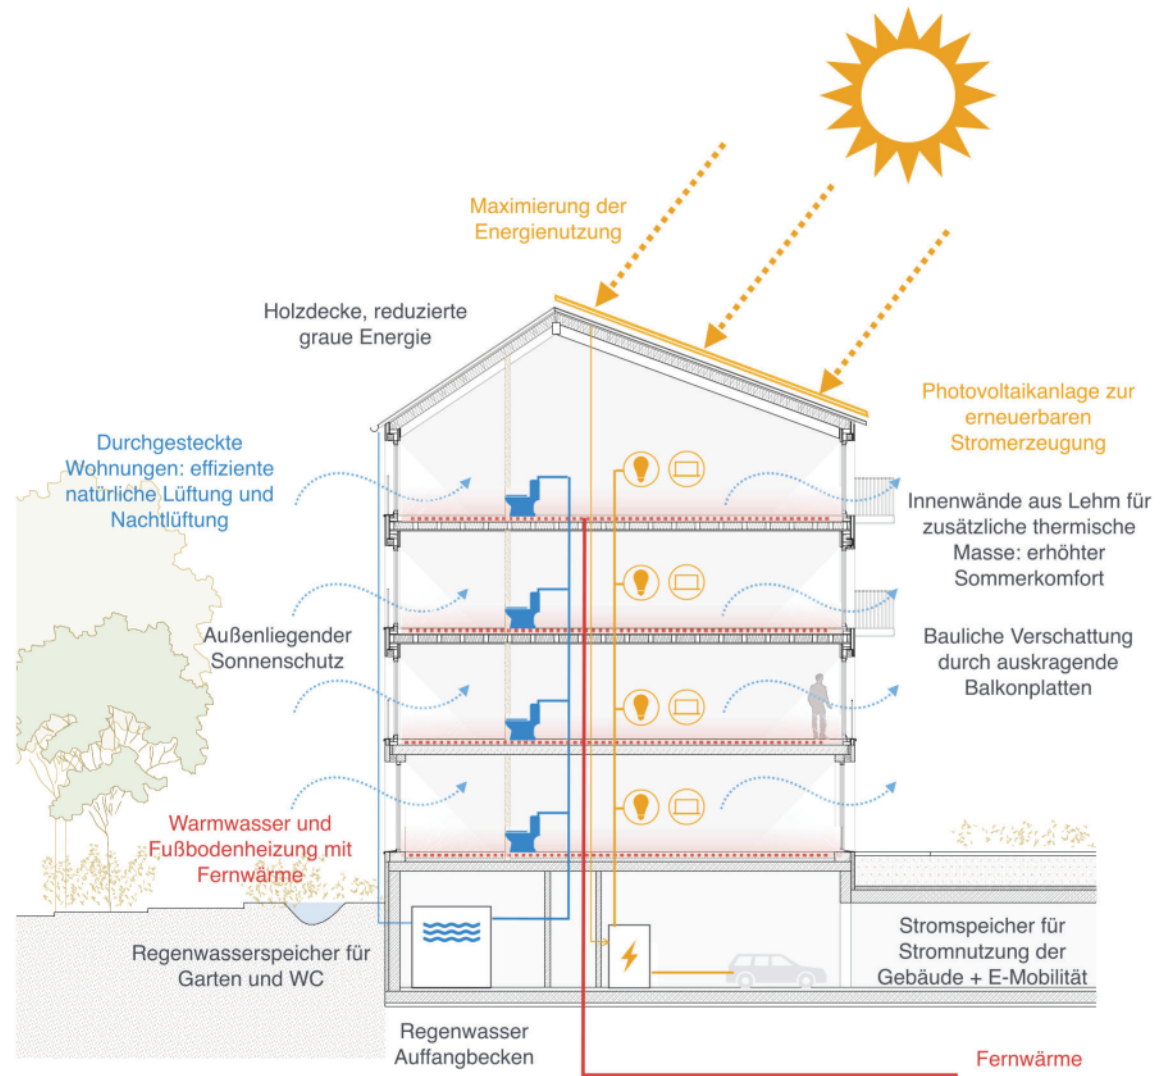 Maximierung der
Energienutzung
Holzdecke, reduzierte
graue Energie
Photovoltaikanlage zur
erneuerbaren
Stromerzeugung
Durchgesteckte
Wohnungen: effiziente
natürliche Lüftung und
Nachtlüftung
Innenwände aus Lehm für
zusätzliche thermische
Masse: erhöhter
Sommerkomfort
Außenliegender
Sonnenschutz
Bauliche Verschattung
durch auskragende
Balkonplatten
Warmwasser und
Fußbodenheizung mit
Fernwärme
Regenwasserspeicher für
Garten und WC
Stromspeicher für
Stromnutzung der
Gebäude + E-Mobilität
Regenwasser
Auffangbecken
Fernwärme